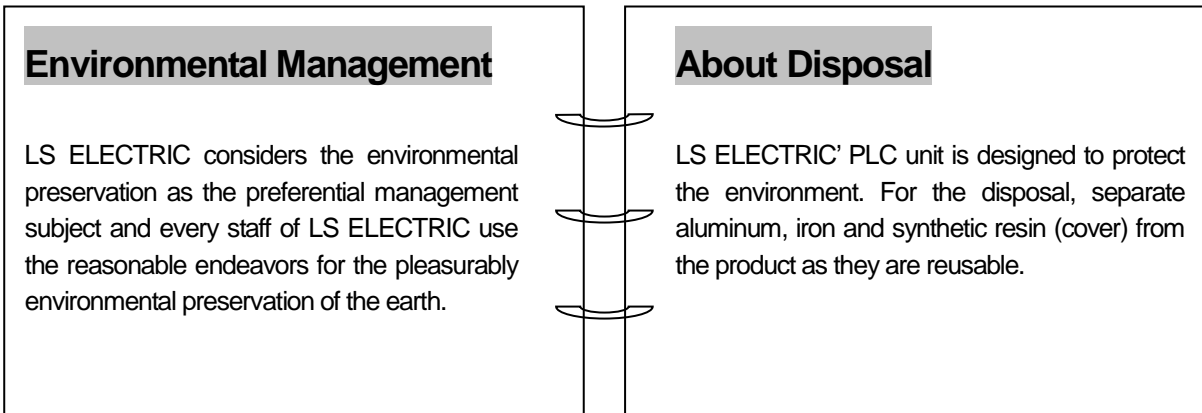 Environmental Management
LS ELECTRIC considers the environmental
preservation as the preferential management
subject and every staff of LS ELECTRIC use
the reasonable endeavors for the pleasurably
environmental preservation of the earth.
About Disposal
LS ELECTRIC’ PLC unit is designed to protect
the environment. For the disposal, separate
aluminum, iron and synthetic resin (cover) from
the product as they are reusable.